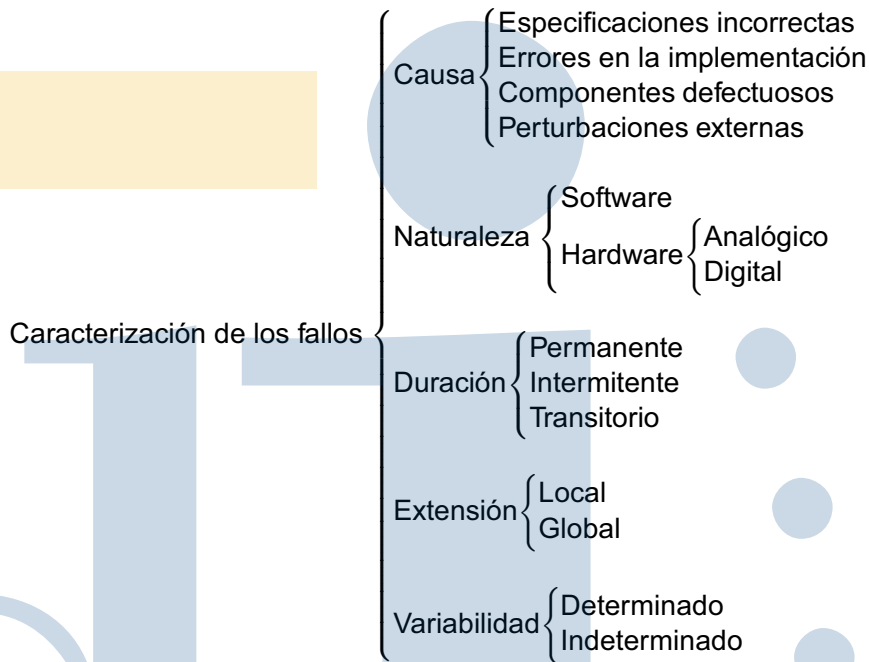 Caracterización de los fallos
Causa
Especificaciones incorrectas
Errores en la implementación
Componentes defectuosos
Perturbaciones externas
Naturaleza
Software
Hardware
Analógico
Digital
Duración
Permanente
Intermitente
Transitorio
Extensión
Local
Global
Variabilidad
Determinado
Indeterminado